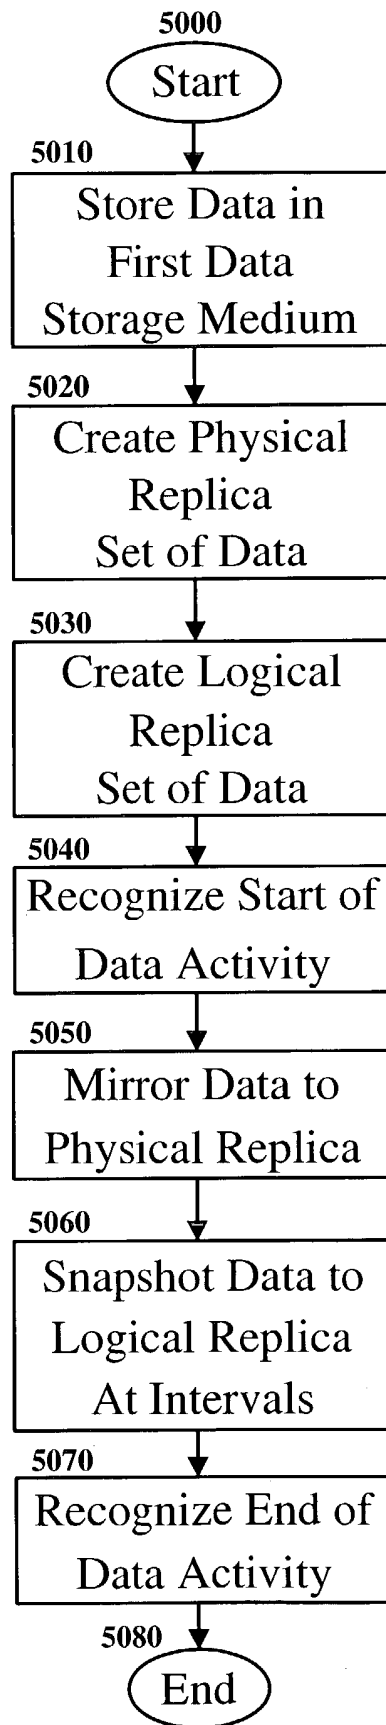 5000
Start
5010
Store Data in
First Data
Storage Medium
5020
Create Physical
Replica
Set of Data
5030
Create Logical
Replica
Set of Data
5040
Recognize Start of
Data Activity
5050
Mirror Data to
Physical Replica
5060
Snapshot Data to
Logical Replica
At Intervals
5070
Recognize End of
Data Activity
5080
End